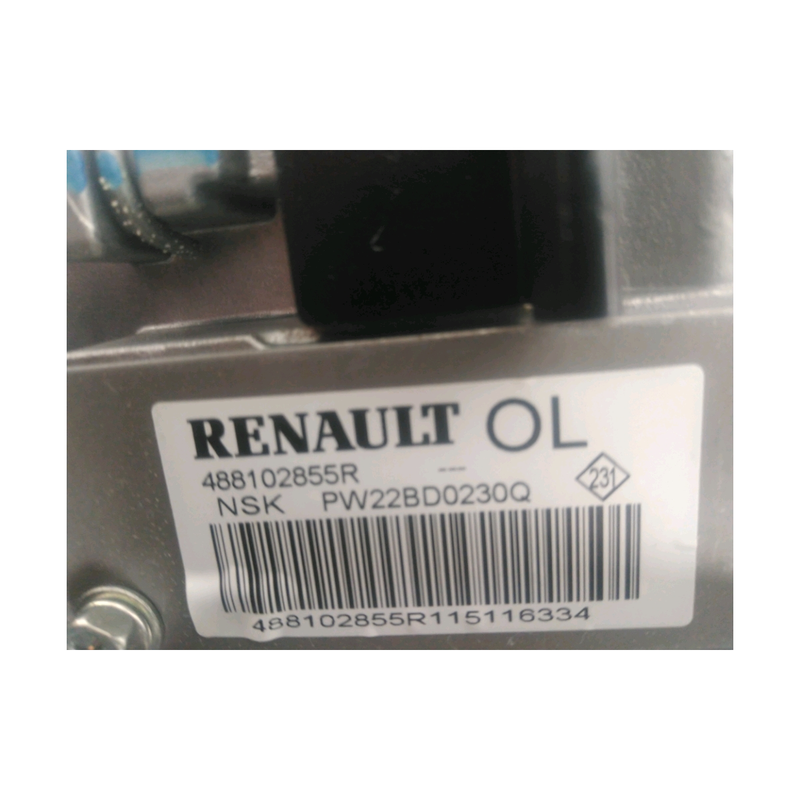 RENAULT OL
488102855R ---
231
NSK PW22BD0230Q
488102855R115116334